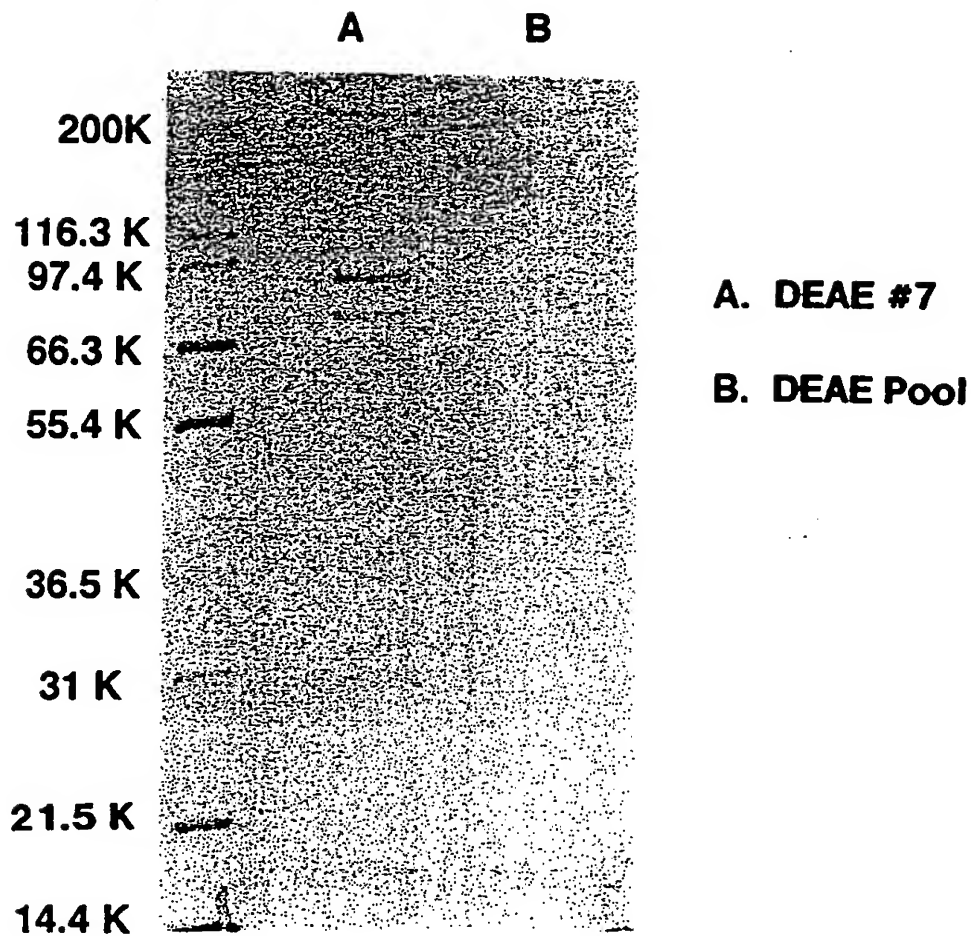 A B
200K
116.3 K
97.4 K
66.3 K
55.4 K
36.5 K
31 K
21.5 K
14.4 K
A. DEAE #7
B. DEAE Pool